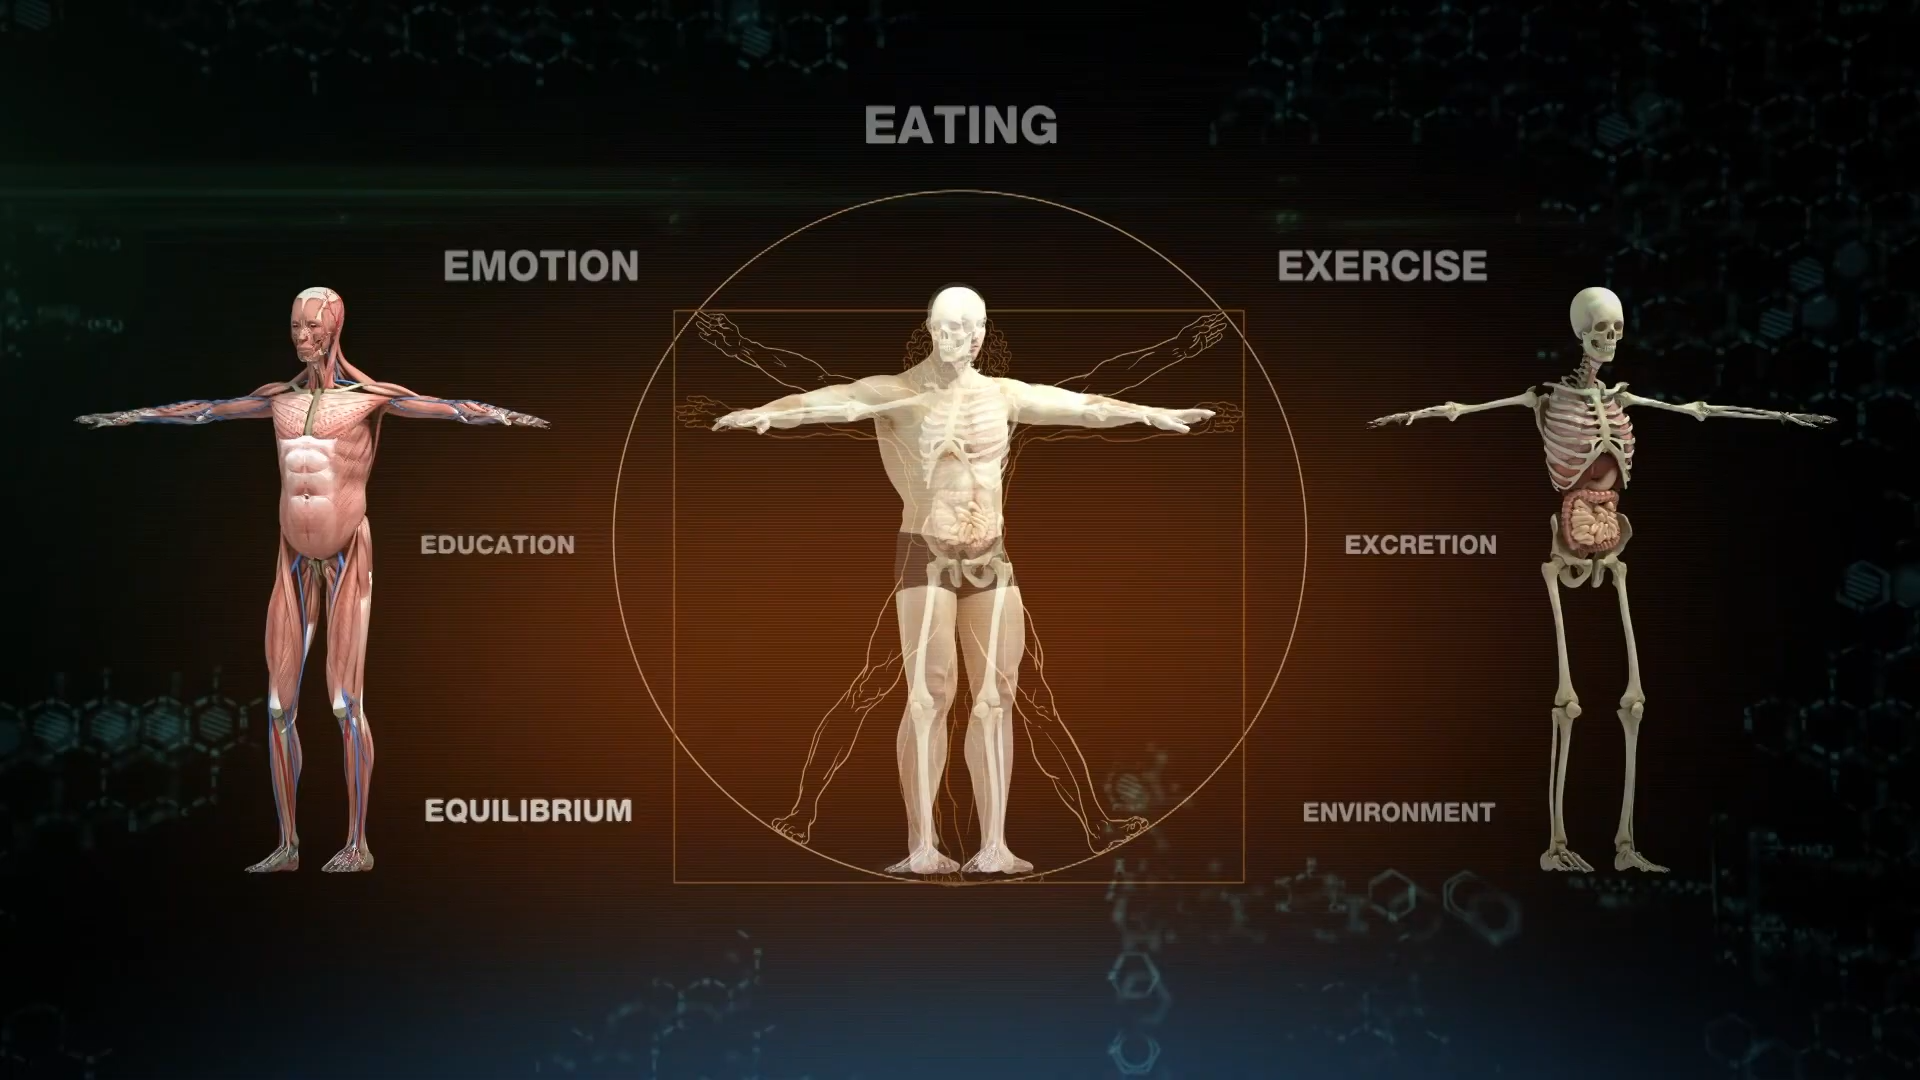 EATING
EMOTION
EXERCISE
EDUCATION
EXCRETION
EQUILIBRIUM
ENVIRONMENT